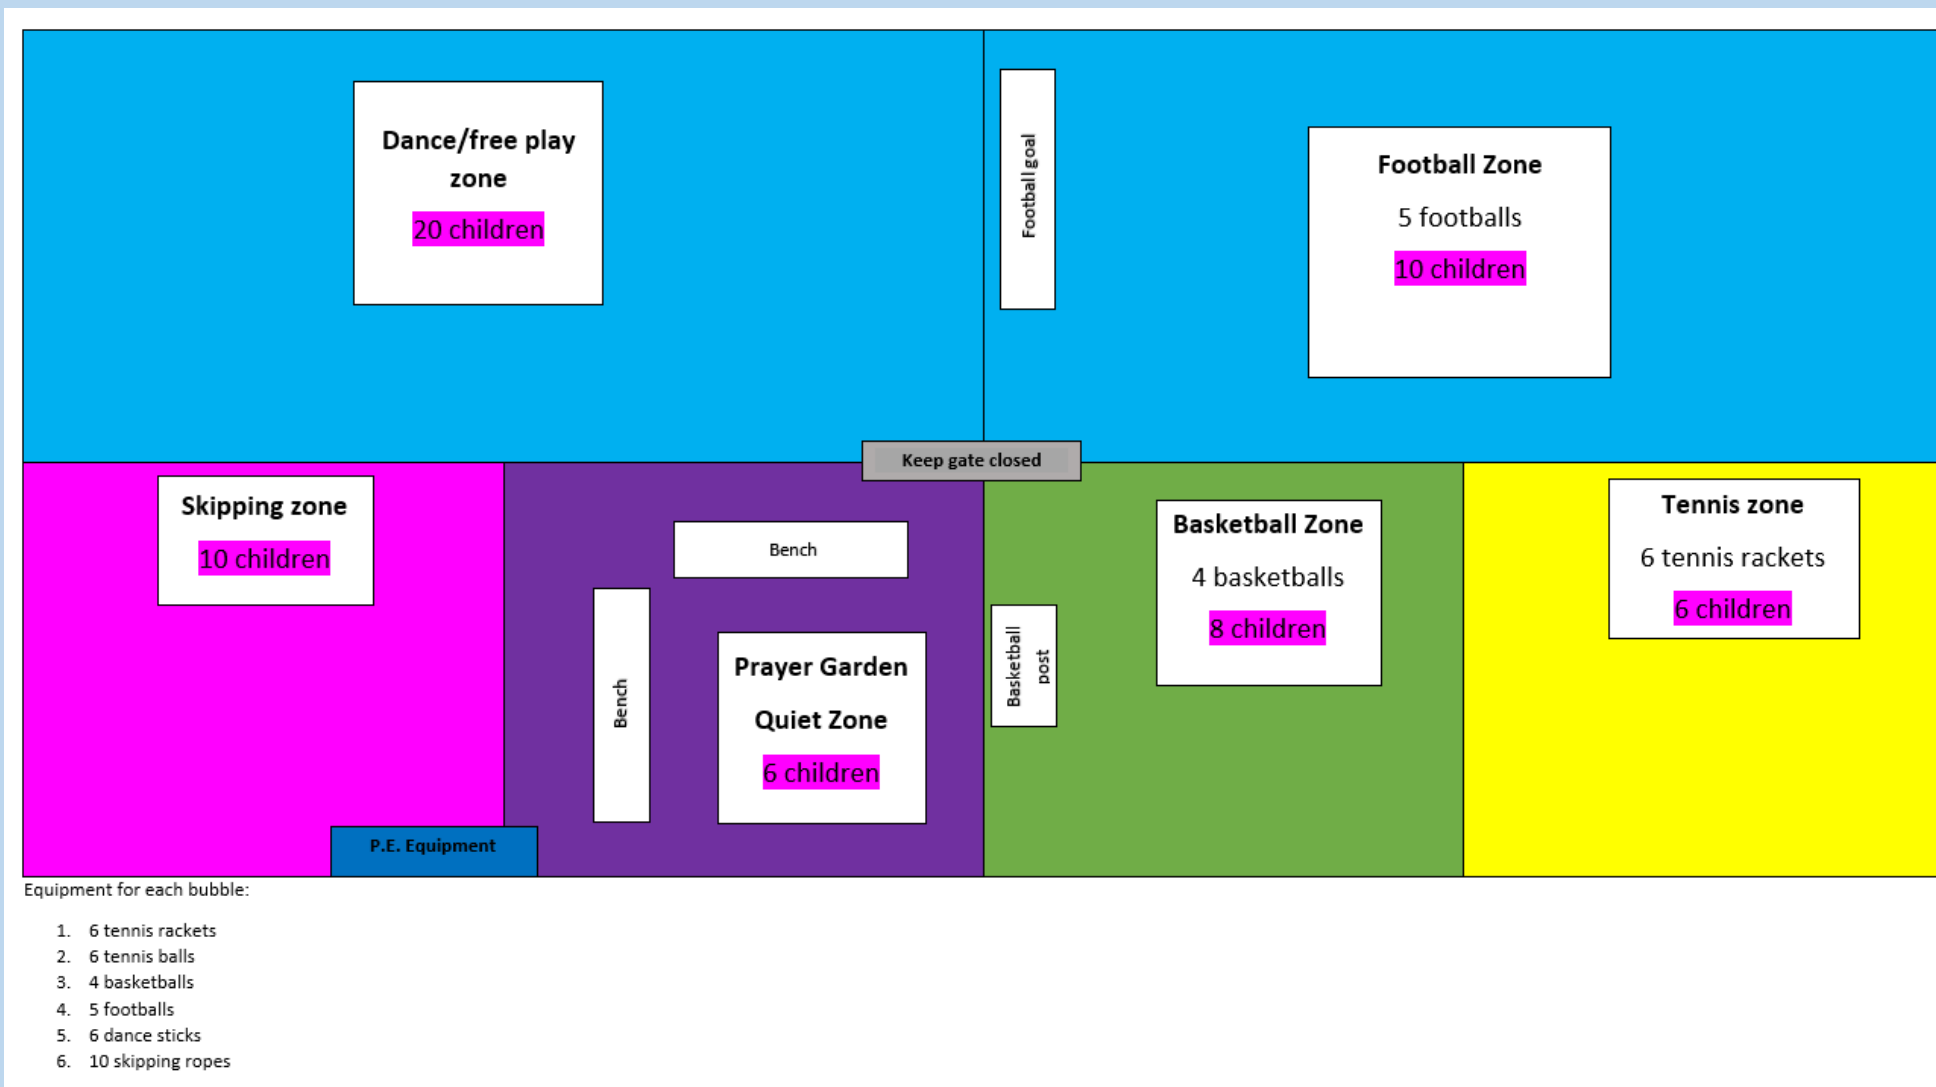 Dance/free play
zone
20 children
Football goal
Football Zone
5 footballs
10 children
Keep gate closed
Skipping zone
10 children
Bench
Bench
Prayer Garden
Quiet Zone
6 children
Basketball
post
Basketball Zone
4 basketballs
8 children
Tennis zone
6 tennis rackets
6 children
P.E. Equipment
Equipment for each bubble:
1. 6 tennis rackets
2. 6 tennis balls
3. 4 basketballs
4. 5 footballs
5. 6 dance sticks
6. 10 skipping ropes